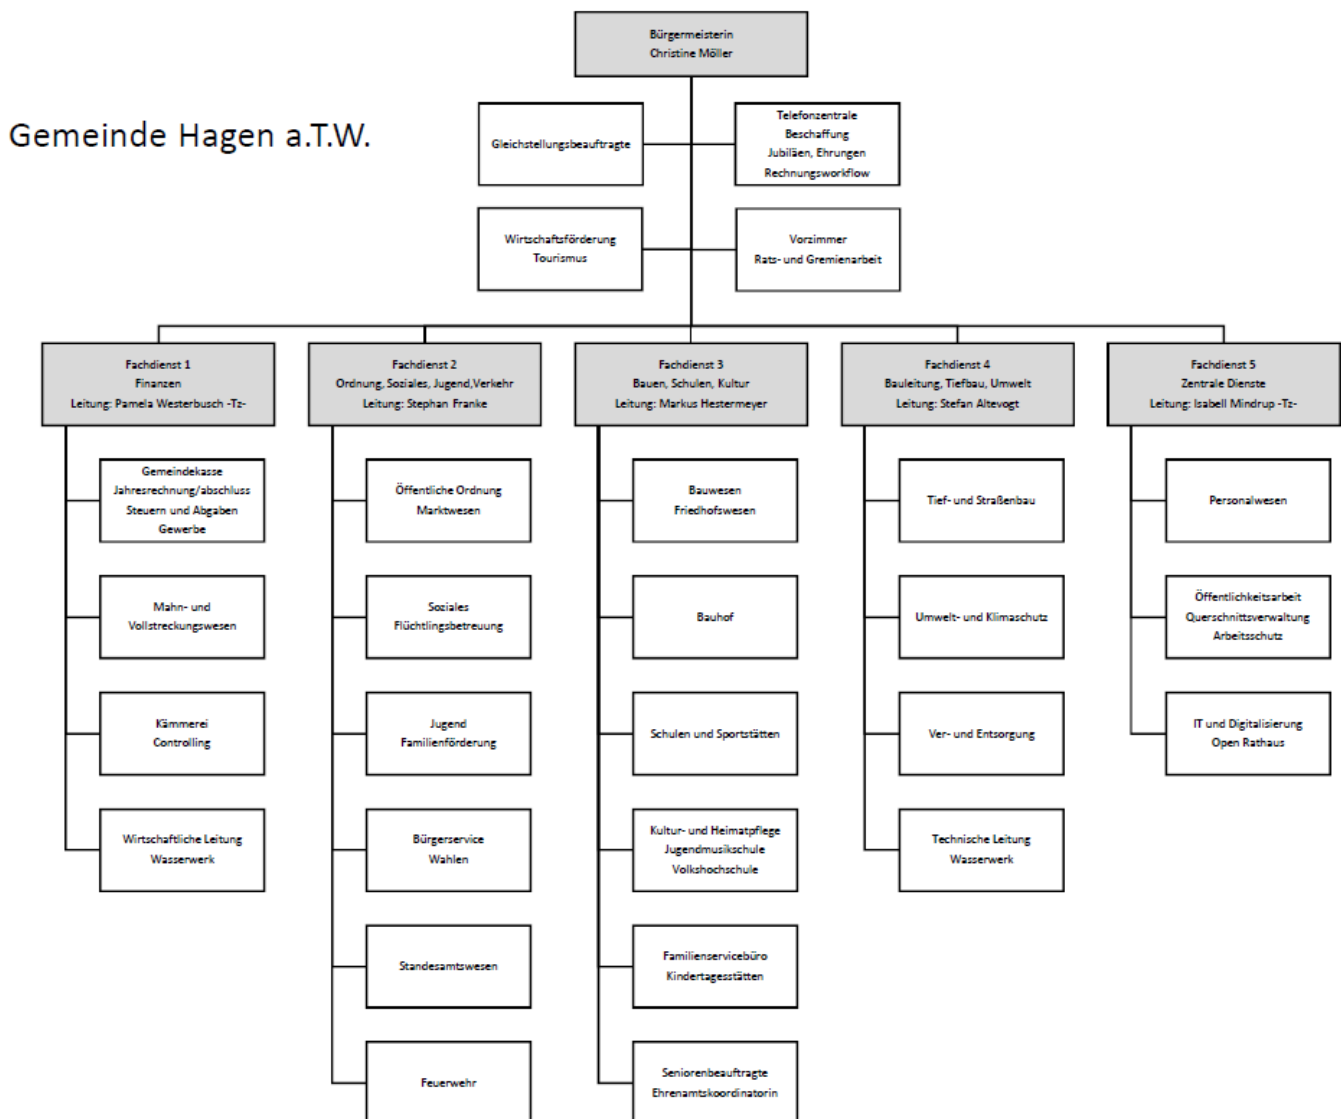 Bürgermeisterin
Christine Möller
Gemeinde Hagen a.T.W.
Gleichstellungsbeauftragte
Telefonzentrale
Beschaffung
Jubiläen, Ehrungen
Rechnungsworkflow
Wirtschaftsförderung
Tourismus
Vorzimmer
Rats- und Gremienarbeit
Fachdienst 1
Finanzen
Leitung: Pamela Westerbusch -Tz-
Fachdienst 2
Ordnung, Soziales, Jugend,Verkehr
Leitung: Stephan Franke
Fachdienst 3
Bauen, Schulen, Kultur
Leitung: Markus Hestermeyer
Fachdienst 4
Bauleitung, Tiefbau, Umwelt
Leitung: Stefan Altevogt
Fachdienst 5
Zentrale Dienste
Leitung: Isabell Mindrup -Tz-
Gemeindekasse
Jahresrechnung/abschluss
Steuern und Abgaben
Gewerbe
Mahn- und
Vollstreckungswesen
Kämmerei
Controlling
Wirtschaftliche Leitung
Wasserwerk
Öffentliche Ordnung
Marktwesen
Soziales
Flüchtlingsbetreuung
Jugend
Familienförderung
Bürgerservice
Wahlen
Standesamtswesen
Feuerwehr
Bauwesen
Friedhofswesen
Bauhof
Schulen und Sportstätten
Kultur- und Heimatpflege
Jugendmusikschule
Volkshochschule
Familienservicebüro
Kindertagesstätten
Seniorenbeauftragte
Ehrenamtskoordinatorin
Tief- und Straßenbau
Umwelt- und Klimaschutz
Ver- und Entsorgung
Technische Leitung
Wasserwerk
Personalwesen
Öffentlichkeitsarbeit
Querschnittsverwaltung
Arbeitsschutz
IT und Digitalisierung
Open Rathaus